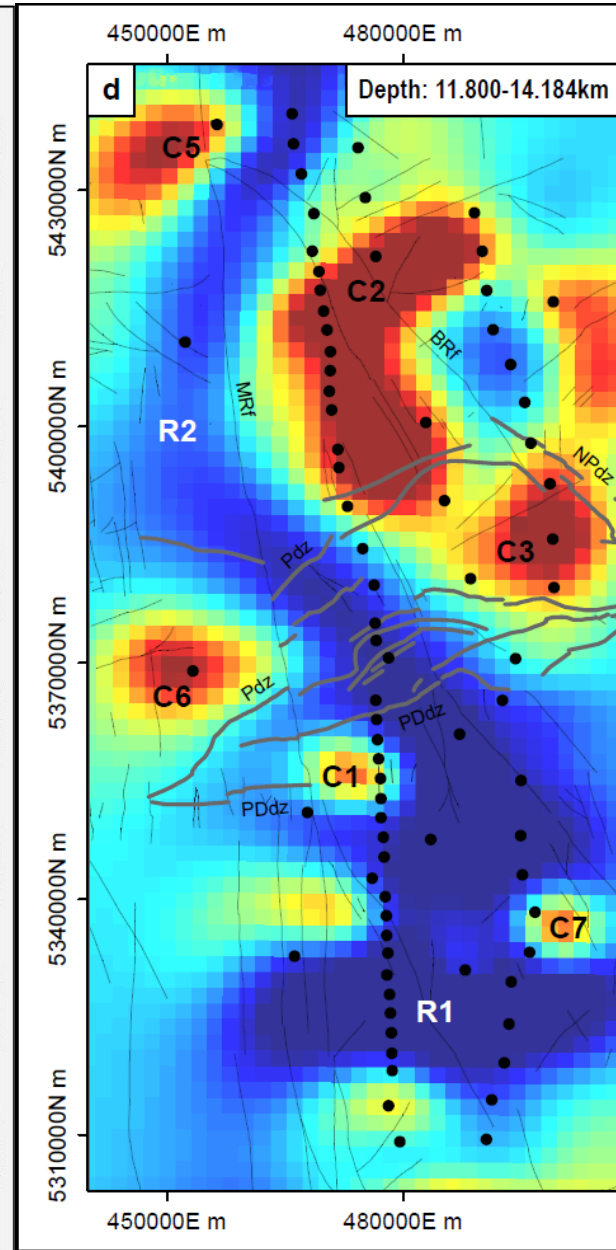 450000E m
480000E m
d
Depth: 11.800-14.184km
C5
5430000N m
C2
BRf
MRf
R2
5400000N m
NPdz
Pdz
C3
5370000N m
C6
Pdz
PDdz
C1
PDdz
5340000N m
C7
R1
5310000N m
450000E m
480000E m